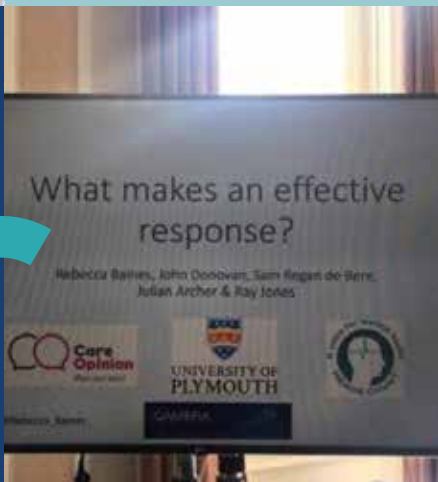 What makes an effective
response?
Rebecca Baines, John Donovan, Sam Regan de Bere,
Julian Archer & Ray Jones
Care
Opinion
UNIVERSITY OF
PLYMOUTH
CAMERA